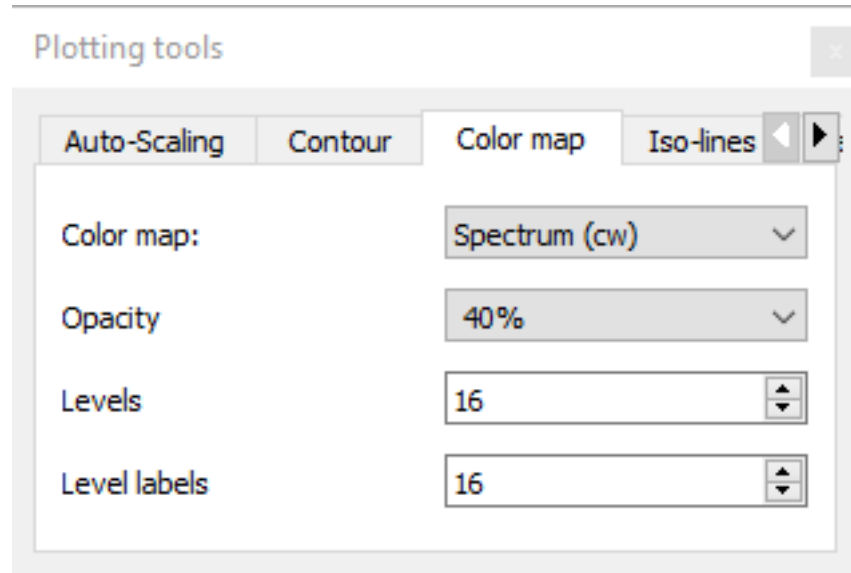 Plotting tools
Auto-Scaling Contour Color map Iso-lines
Color map: Spectrum (cw)
Opacity 40%
Levels 16
Level labels 16